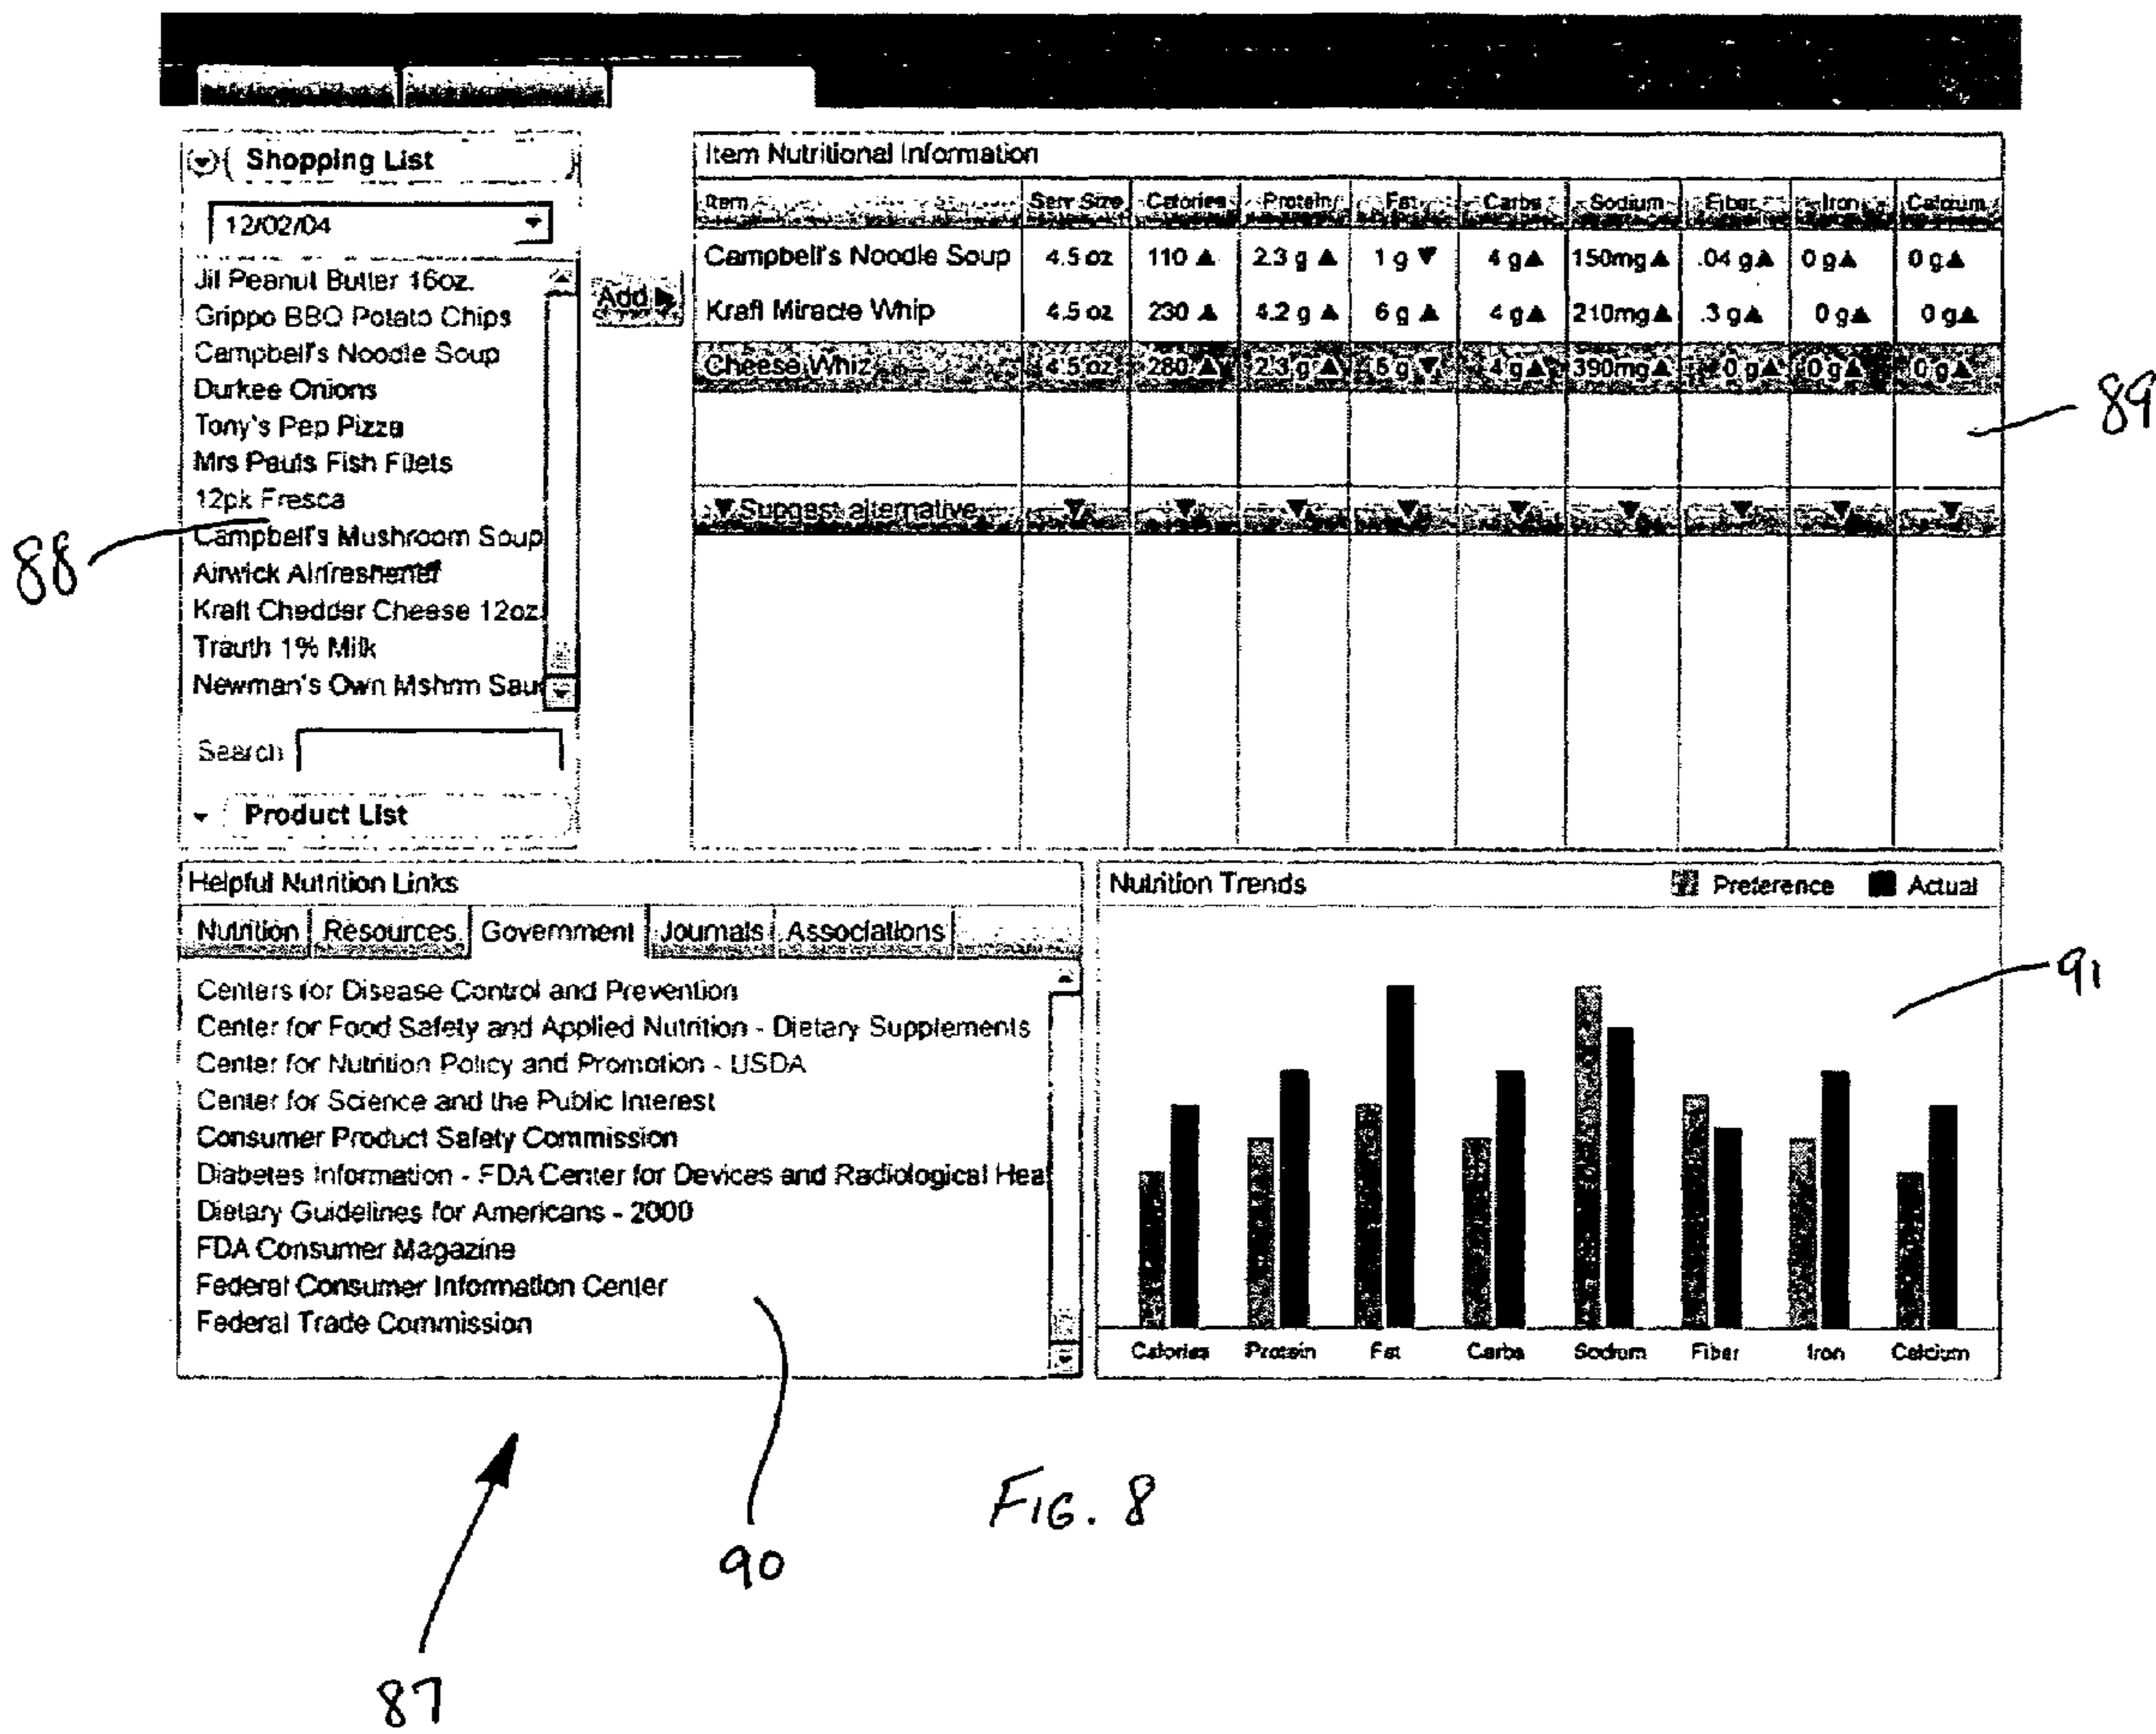 Shopping List
12/02/04
Jif Peanut Butter 16oz.
Grippo BBQ Potato Chips
Campbell's Noodle Soup
Durkee Onions
Tony's Pep Pizza
Mrs Pauls Fish Filets
12pk Fresca
Campbell's Mushroom Soup
Airwick Airfreshener
Kraft Cheddar Cheese 12oz.
Trauth 1% Milk
Newman's Own Mshrm Sau
Search
Product List
Add
Item Nutritional Information
Item Serv Size Calories Protein Fat Carbs Sodium Fiber Iron Calcium
Campbell's Noodle Soup 4.5 oz 110 ▲ 2.3 g ▲ 1 g ▼ 4 g▲ 150mg▲ .04 g▲ 0 g▲ 0 g▲
Kraft Miracle Whip 4.5 oz 230 ▲ 4.2 g ▲ 6 g ▲ 4 g▲ 210mg▲ .3 g▲ 0 g▲ 0 g▲
Cheese Whiz 4.5 oz 280 ▲ 2.3 g ▲ 5 g ▼ 4 g▲ 390mg▲ 0 g▲ 0 g▲ 0 g▲
▼ Suggest alternative ▼ ▼ ▼ ▼ ▼ ▼ ▼ ▼ ▼
88
89
Helpful Nutrition Links
Nutrition Resources Government Journals Associations
Centers for Disease Control and Prevention
Center for Food Safety and Applied Nutrition - Dietary Supplements
Center for Nutrition Policy and Promotion - USDA
Center for Science and the Public Interest
Consumer Product Safety Commission
Diabetes Information - FDA Center for Devices and Radiological Hea
Dietary Guidelines for Americans - 2000
FDA Consumer Magazine
Federal Consumer Information Center
Federal Trade Commission
Nutrition Trends Preference Actual
Calories Protein Fat Carbs Sodium Fiber Iron Calcium
91
90
87
FIG. 8